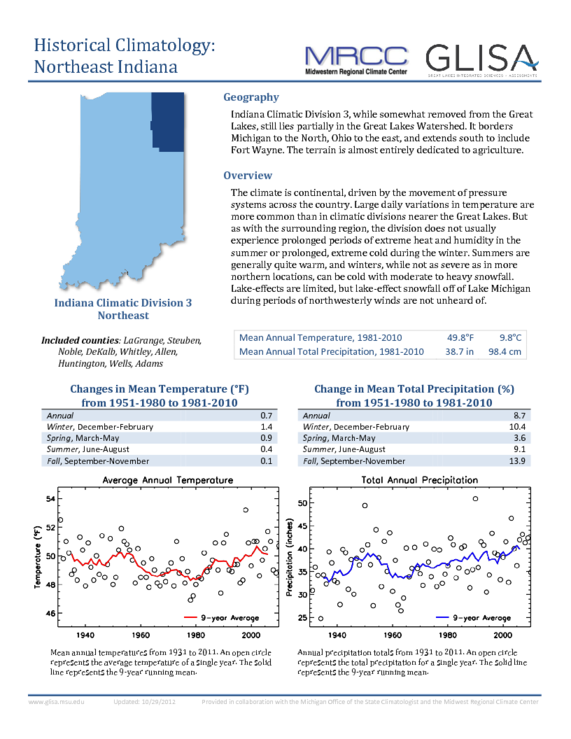 Historical Climatology:
Northeast Indiana
MRCC
Midwestern Regional Climate Center
GLISA
GREAT LAKES INTEGRATED SCIENCES + ASSESSMENTS
Geography
Indiana Climatic Division 3, while somewhat removed from the Great
Lakes, still lies partially in the Great Lakes Watershed. It borders
Michigan to the North, Ohio to the east, and extends south to include
Fort Wayne. The terrain is almost entirely dedicated to agriculture.
Overview
The climate is continental, driven by the movement of pressure
systems across the country. Large daily variations in temperature are
more common than in climatic divisions nearer the Great Lakes. But
as with the surrounding region, the division does not usually
experience prolonged periods of extreme heat and humidity in the
summer or prolonged, extreme cold during the winter. Summers are
generally quite warm, and winters, while not as severe as in more
northern locations, can be cold with moderate to heavy snowfall.
Lake-effects are limited, but lake-effect snowfall off of Lake Michigan
during periods of northwesterly winds are not unheard of.
Indiana Climatic Division 3
Northeast
Included counties: LaGrange, Steuben,
Noble, DeKalb, Whitley, Allen,
Huntington, Wells, Adams
Mean Annual Temperature, 1981-2010 49.8°F 9.8°C
Mean Annual Total Precipitation, 1981-2010 38.7 in 98.4 cm
Changes in Mean Temperature (°F)
from 1951-1980 to 1981-2010
Annual 0.7
Winter, December-February 1.4
Spring, March-May 0.9
Summer, June-August 0.4
Fall, September-November 0.1
Change in Mean Total Precipitation (%)
from 1951-1980 to 1981-2010
Annual 8.7
Winter, December-February 10.4
Spring, March-May 3.6
Summer, June-August 9.1
Fall, September-November 13.9
Average Annual Temperature
Temperature (°F)
54
52
50
48
46
9-year Average
1940 1960 1980 2000
Total Annual Precipitation
Precipitation (inches)
50
45
40
35
30
25
9-year Average
1940 1960 1980 2000
Mean annual temperatures from 1931 to 2011. An open circle
represents the average temperature of a single year. The solid
line represents the 9-year running mean.
Annual precipitation totals from 1931 to 2011. An open circle
represents the total precipitation for a single year. The solid line
represents the 9-year running mean.
www.glisa.msu.edu Updated: 10/29/2012 Provided in collaboration with the Michigan Office of the State Climatologist and the Midwest Regional Climate Center